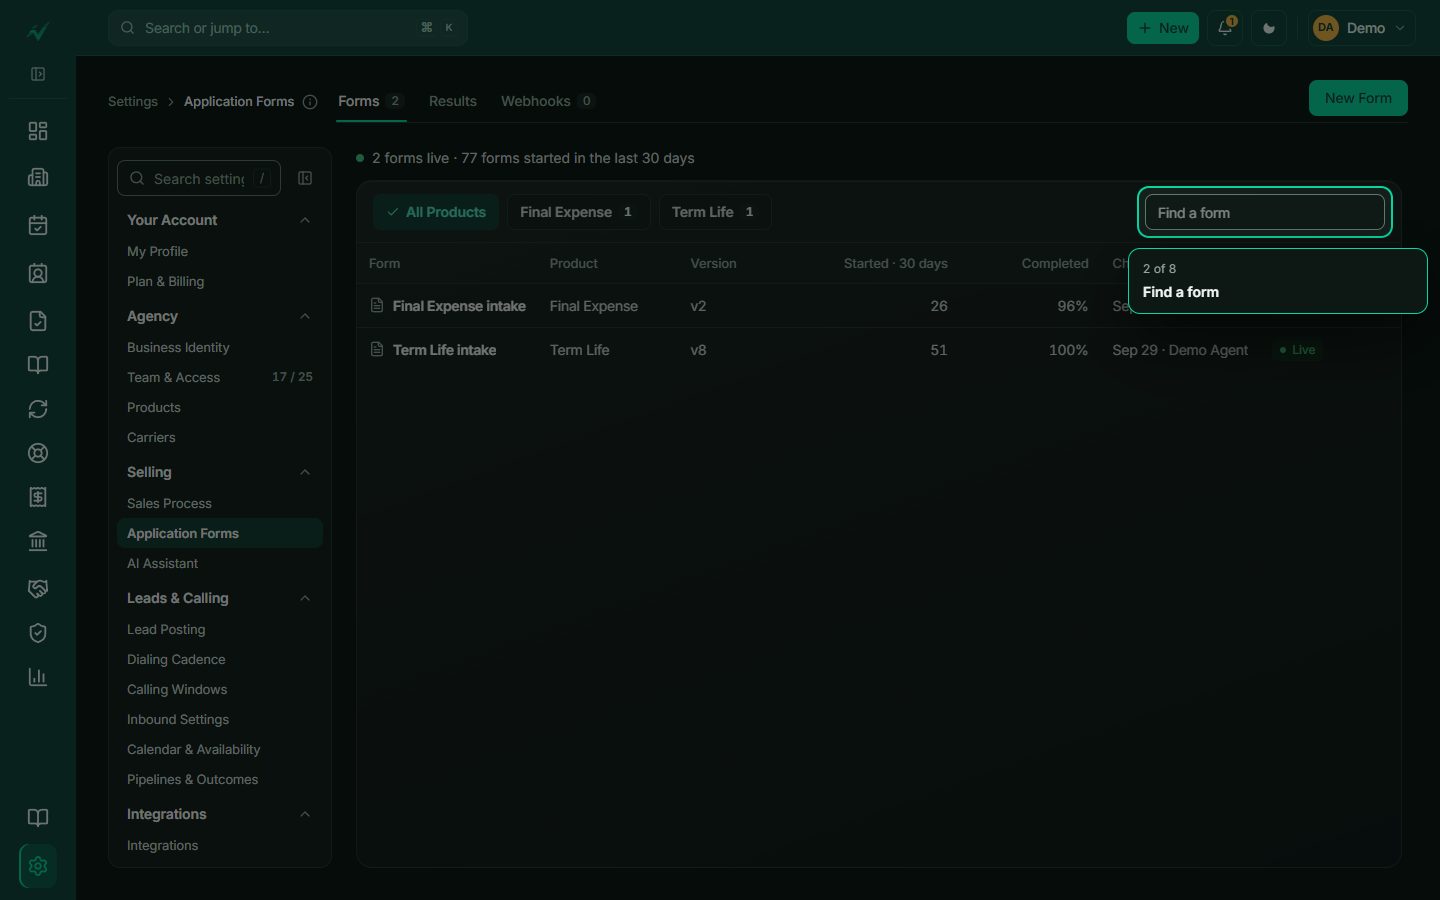 Search or jump to... ⌘ K
New
1
DA Demo
Settings > Application Forms
Forms 2
Results
Webhooks 0
New Form
Search settin /
Your Account
My Profile
Plan & Billing
Agency
Business Identity
Team & Access 17 / 25
Products
Carriers
Selling
Sales Process
Application Forms
AI Assistant
Leads & Calling
Lead Posting
Dialing Cadence
Calling Windows
Inbound Settings
Calendar & Availability
Pipelines & Outcomes
Integrations
Integrations
2 forms live · 77 forms started in the last 30 days
All Products
Final Expense 1
Term Life 1
Find a form
Form Product Version Started · 30 days Completed Ch
Final Expense intake Final Expense v2 26 96% Sep
Term Life intake Term Life v8 51 100% Sep 29 · Demo Agent Live
2 of 8
Find a form